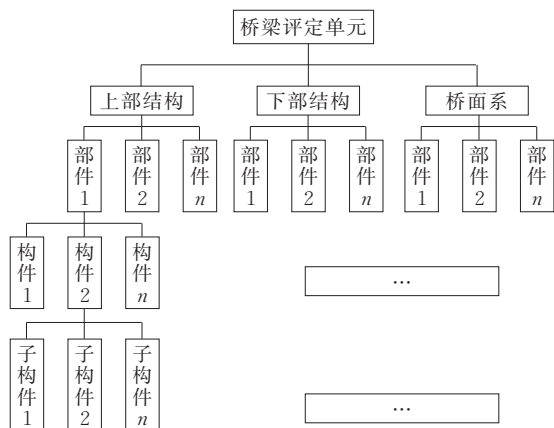 桥梁评定单元
上部结构
下部结构
桥面系
部件1
部件2
部件n
部件1
部件2
部件n
部件1
部件2
部件n
构件1
构件2
构件n
…
子构件1
子构件2
子构件n
…